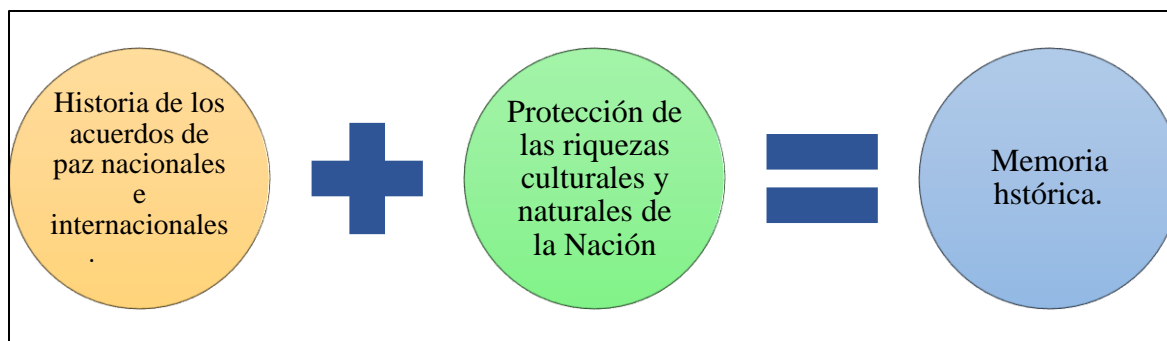 Historia de los
acuerdos de
paz nacionales
e
internacionales
.
Protección de
las riquezas
culturales y
naturales de
la Nación
Memoria
hstórica.